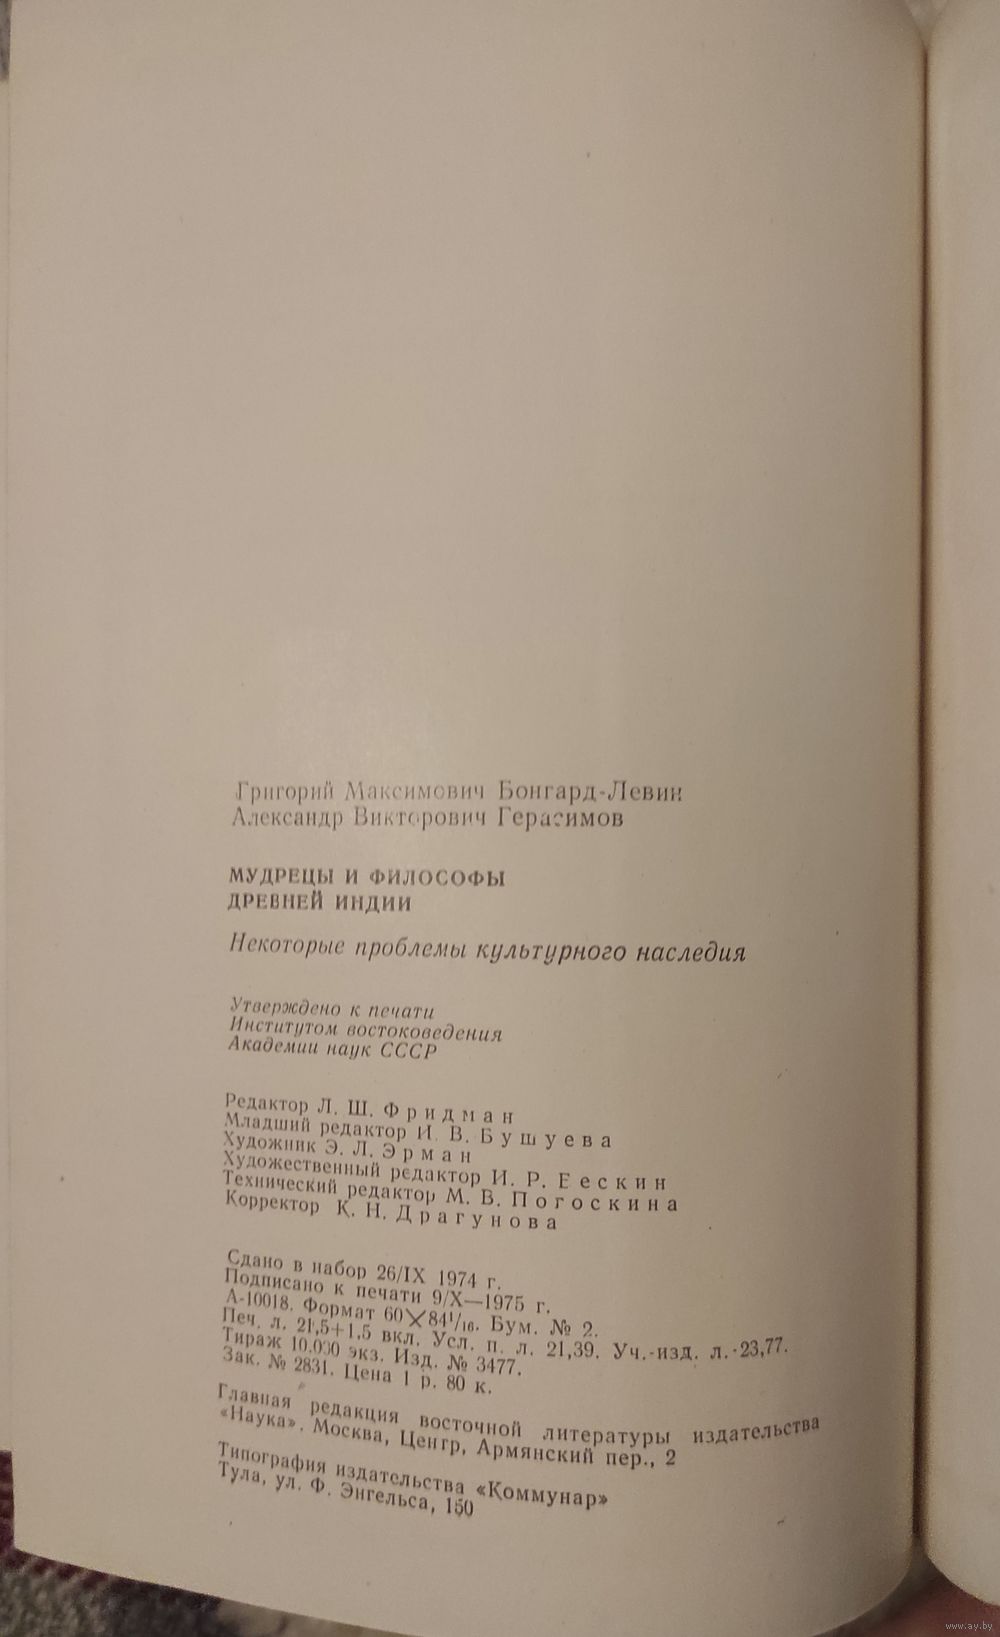 Григорий Максимович Бонгард-Левин
Александр Викторович Герасимов
МУДРЕЦЫ И ФИЛОСОФЫ
ДРЕВНЕЙ ИНДИИ
Некоторые проблемы культурного наследия
Утверждено к печати
Институтом востоковедения
Академии наук СССР
Редактор Л. Ш. Фридман
Младший редактор И. В. Бушуева
Художник Э. Л. Эрман
Художественный редактор И. Р. Бескин
Технический редактор М. В. Погоскина
Корректор К. Н. Драгунова
Сдано в набор 26/IX 1974 г.
Подписано к печати 9/X—1975 г.
А-10018. Формат 60×84¹/₁₆. Бум. № 2.
Печ. л. 21,5+1,5 вкл. Усл. п. л. 21,39. Уч.-изд. л. 23,77.
Тираж 10.000 экз. Изд. № 3477.
Зак. № 2831. Цена 1 р. 80 к.
Главная редакция восточной литературы издательства
«Наука». Москва, Центр, Армянский пер., 2
Типография издательства «Коммунар»
Тула, ул. Ф. Энгельса, 150
www.ay.by